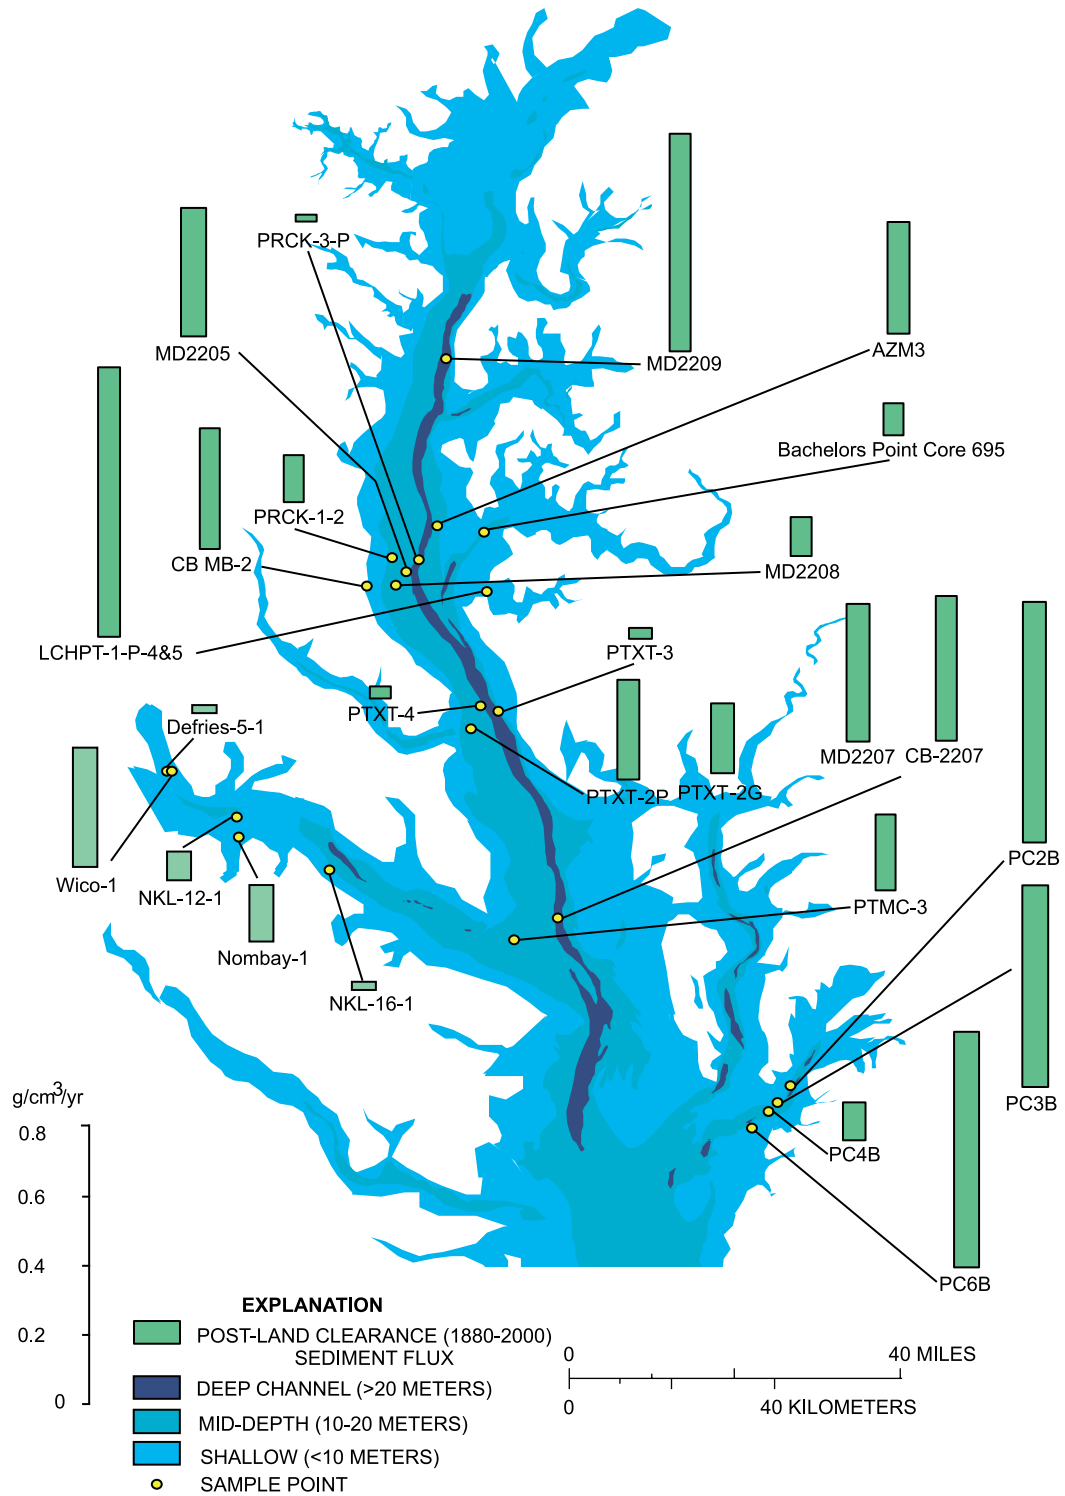 PRCK-3-P
MD2205
MD2209
AZM3
Bachelors Point Core 695
PRCK-1-2
CB MB-2
MD2208
LCHPT-1-P-4&5
PTXT-3
PTXT-4
Defries-5-1
MD2207
CB-2207
PTXT-2P
PTXT-2G
PC2B
Wico-1
NKL-12-1
PTMC-3
Nombay-1
NKL-16-1
PC3B
PC4B
PC6B
g/cm³/yr
0.8
0.6
0.4
0.2
0
EXPLANATION
POST-LAND CLEARANCE (1880-2000)
SEDIMENT FLUX
DEEP CHANNEL (>20 METERS)
MID-DEPTH (10-20 METERS)
SHALLOW (<10 METERS)
SAMPLE POINT
0 40 MILES
0 40 KILOMETERS